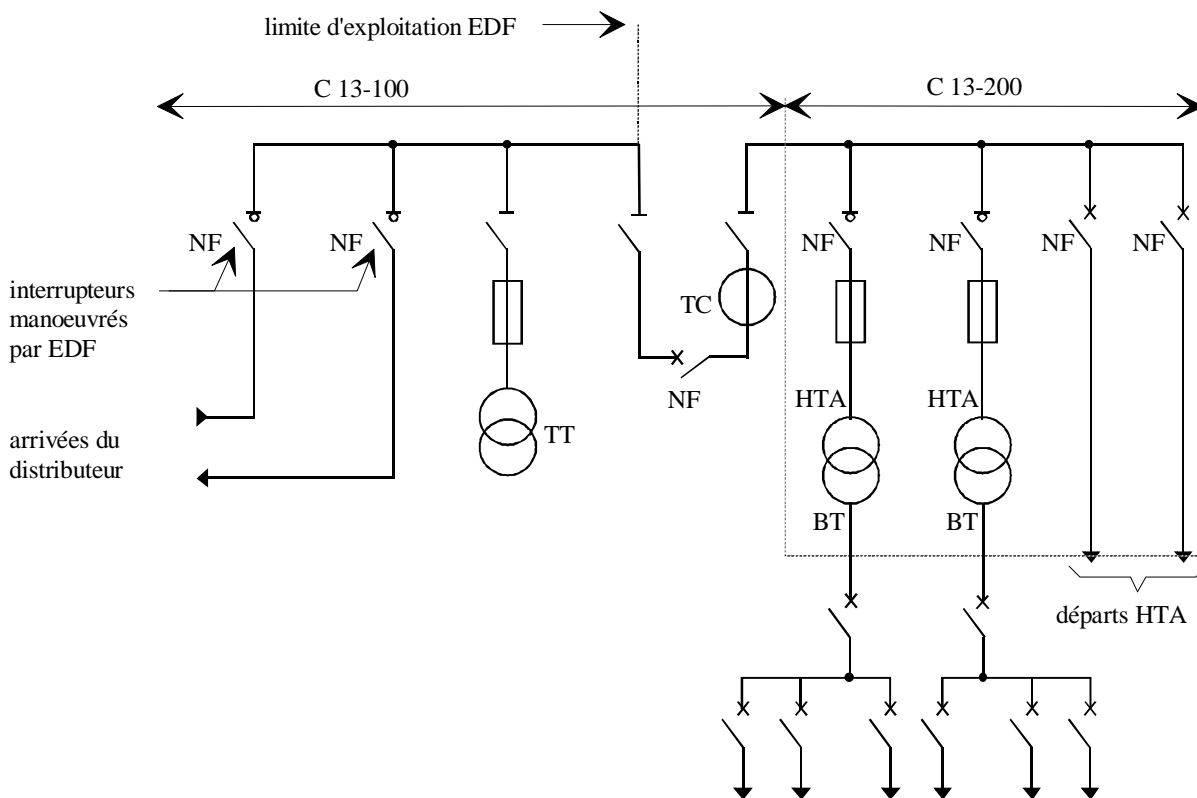 limite d'exploitation EDF
C 13-100
C 13-200
NF
NF
NF
NF
NF
NF
interrupteurs
manoeuvrés
par EDF
TC
NF
HTA
HTA
arrivées du
distributeur
TT
BT
BT
départs HTA